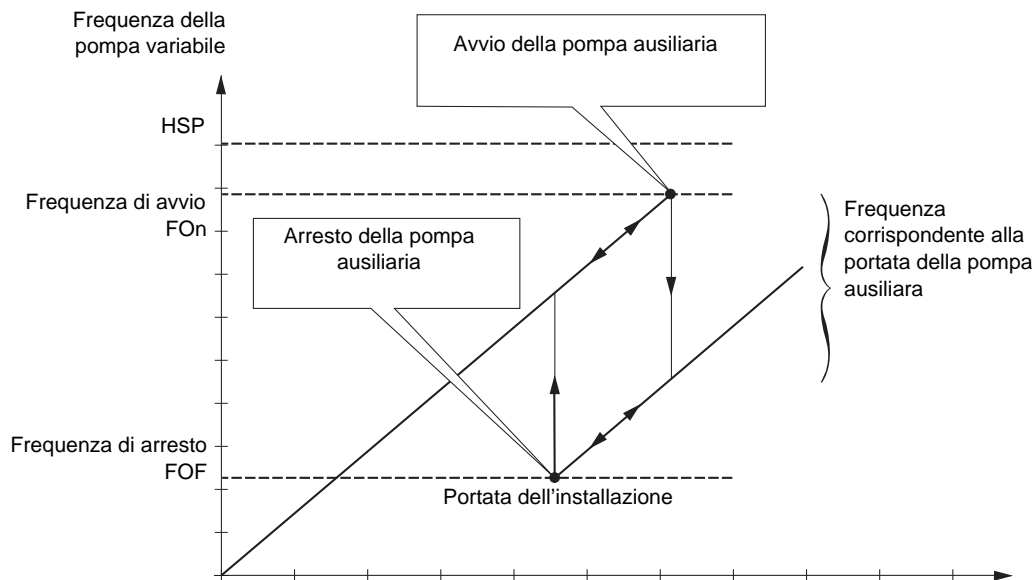 Frequenza della
pompa variabile
Avvio della pompa ausiliaria
HSP
Frequenza di avvio
FOn
Arresto della pompa
ausiliaria
Frequenza
corrispondente alla
portata della pompa
ausiliara
Frequenza di arresto
FOF
Portata dell'installazione